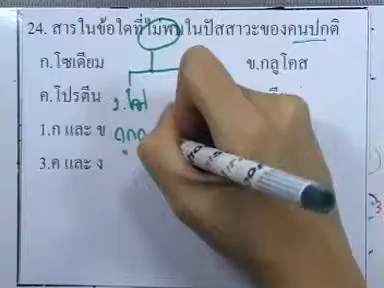 24. สารในข้อใดที่ไม่พบในปัสสาวะของคนปกติ
ก.โซเดียม ข.กลูโคส
ค.โปรตีน
1.ก และ ข
3.ค และ ง